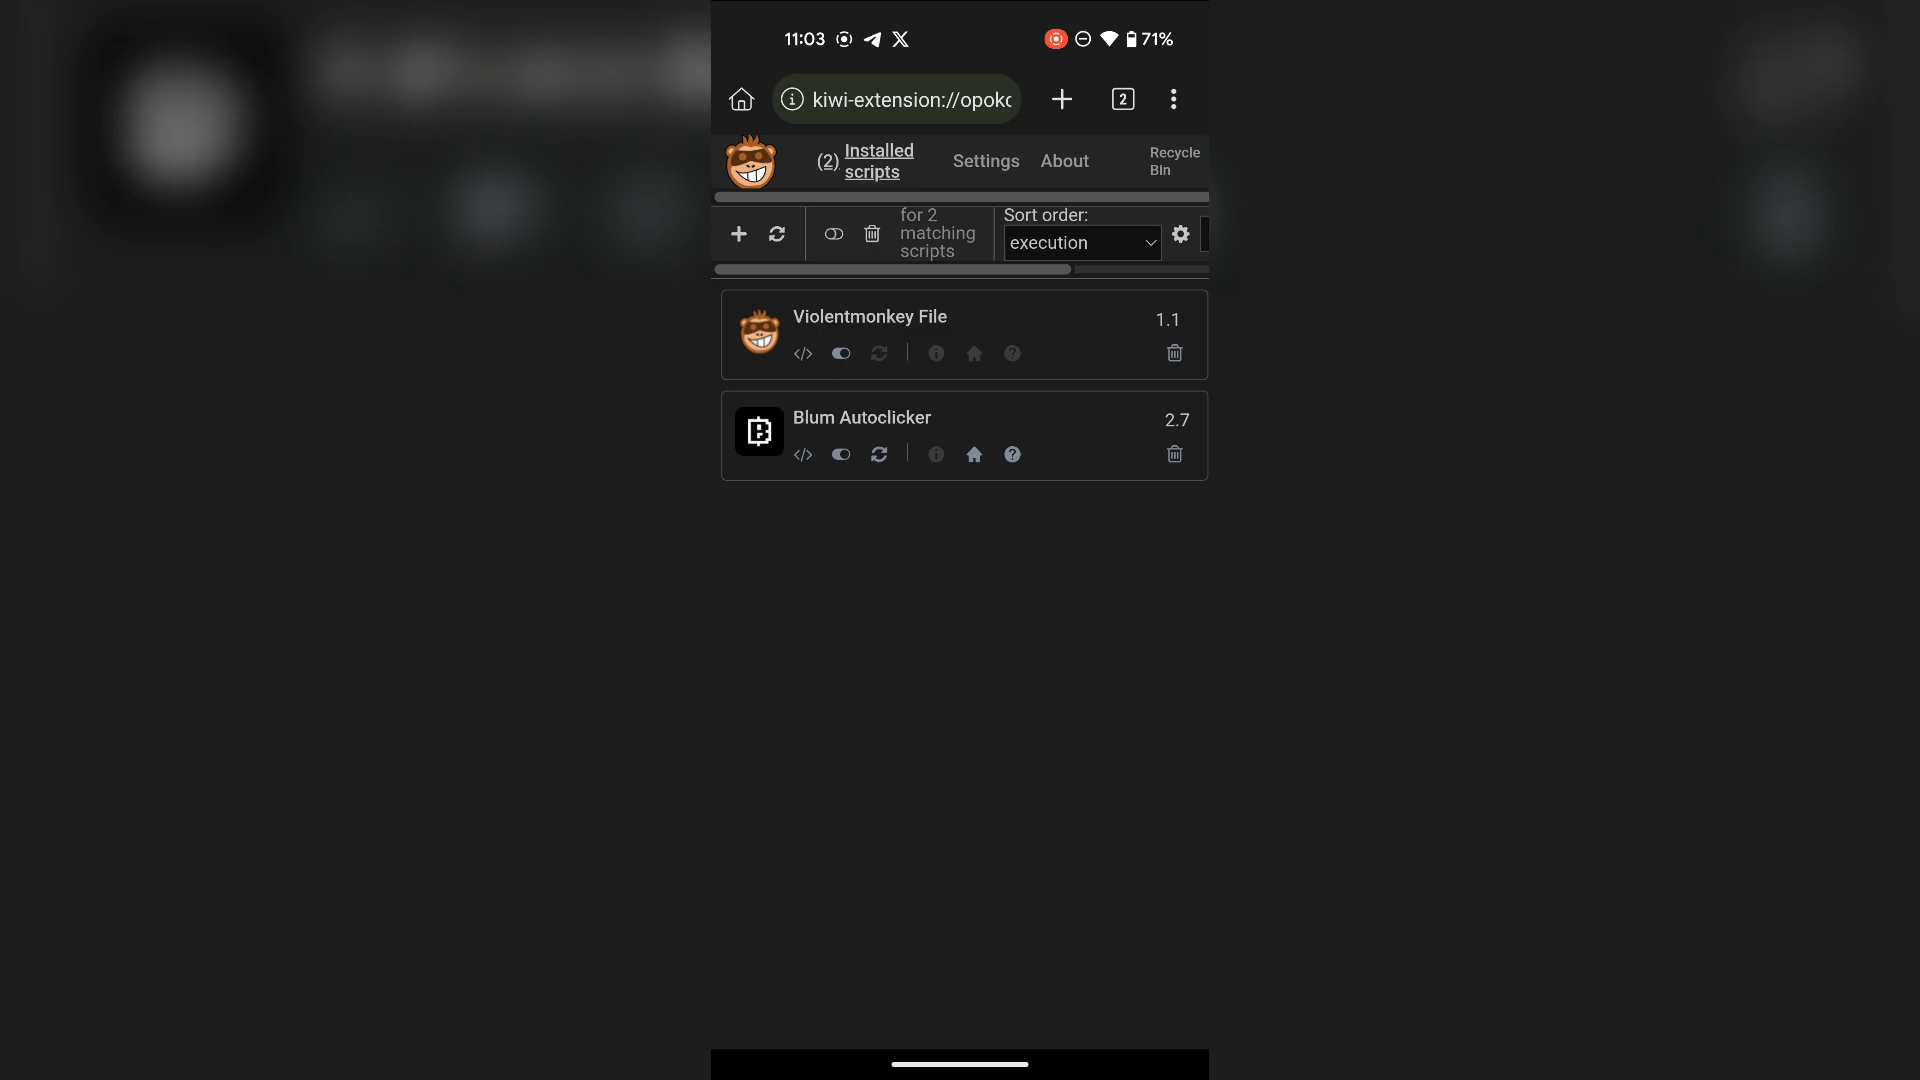 11:03
71%
kiwi-extension://opoko
2
(2) Installed scripts
Settings
About
Recycle Bin
for 2
matching
scripts
Sort order:
execution
Violentmonkey File
1.1
</>
Blum Autoclicker
2.7
</>